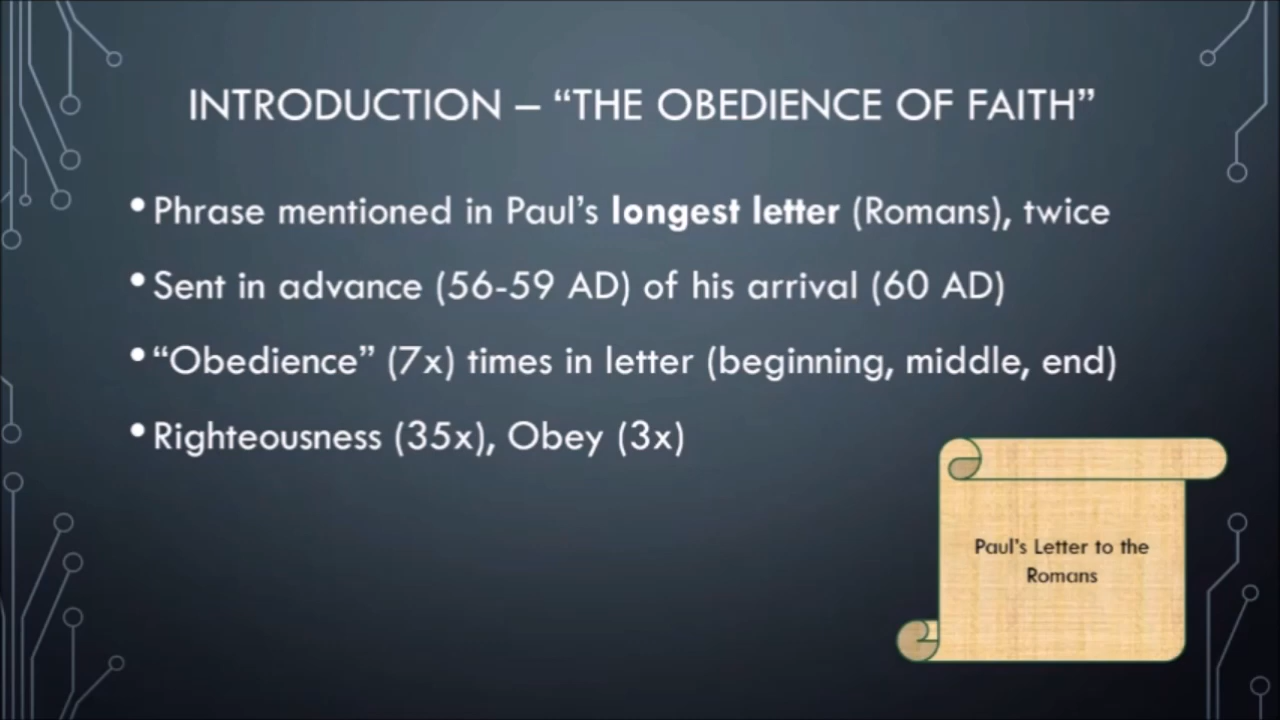 INTRODUCTION – “THE OBEDIENCE OF FAITH”
•Phrase mentioned in Paul’s longest letter (Romans), twice
•Sent in advance (56-59 AD) of his arrival (60 AD)
•“Obedience” (7x) times in letter (beginning, middle, end)
•Righteousness (35x), Obey (3x)
Paul’s Letter to the
Romans